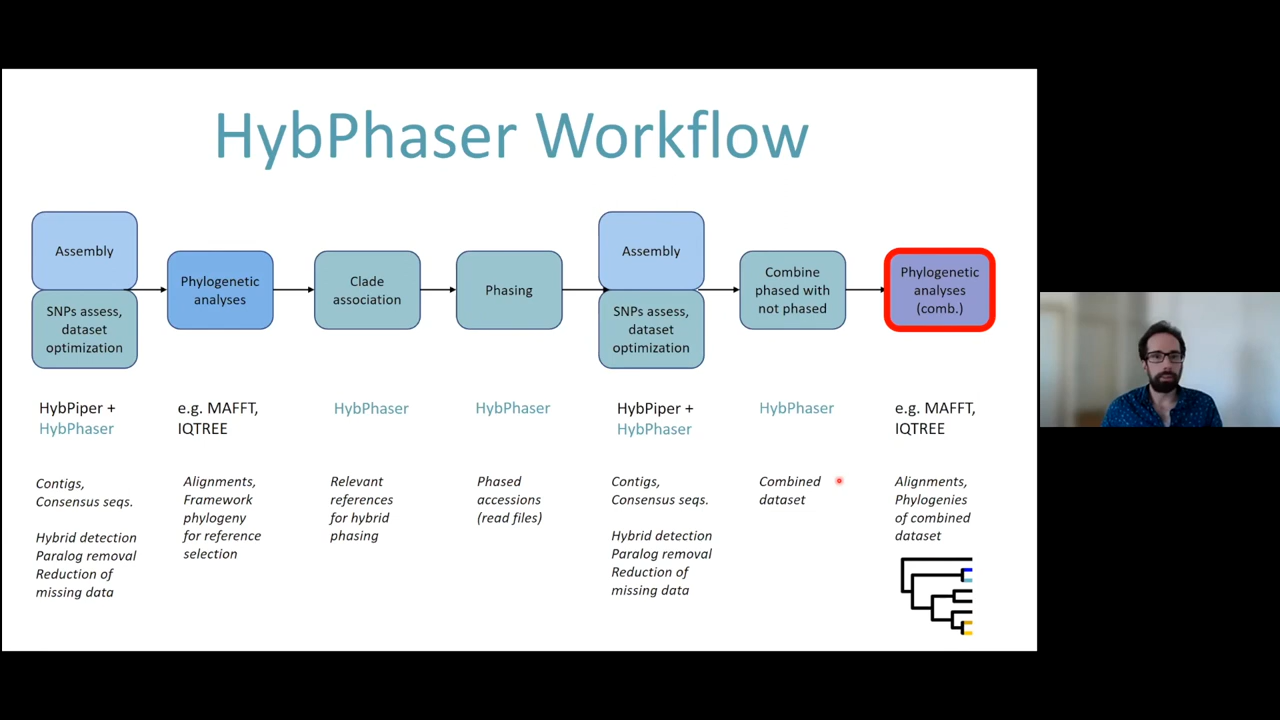 HybPhaser Workflow
Assembly
SNPs assess,
dataset
optimization
Phylogenetic
analyses
Clade
association
Phasing
Assembly
SNPs assess,
dataset
optimization
Combine
phased with
not phased
Phylogenetic
analyses
(comb.)
HybPiper +
HybPhaser
e.g. MAFFT,
IQTREE
HybPhaser
HybPhaser
HybPiper +
HybPhaser
HybPhaser
e.g. MAFFT,
IQTREE
Contigs,
Consensus seqs.
Hybrid detection
Paralog removal
Reduction of
missing data
Alignments,
Framework
phylogeny
for reference
selection
Relevant
references
for hybrid
phasing
Phased
accessions
(read files)
Contigs,
Consensus seqs.
Hybrid detection
Paralog removal
Reduction of
missing data
Combined
dataset
Alignments,
Phylogenies
of combined
dataset